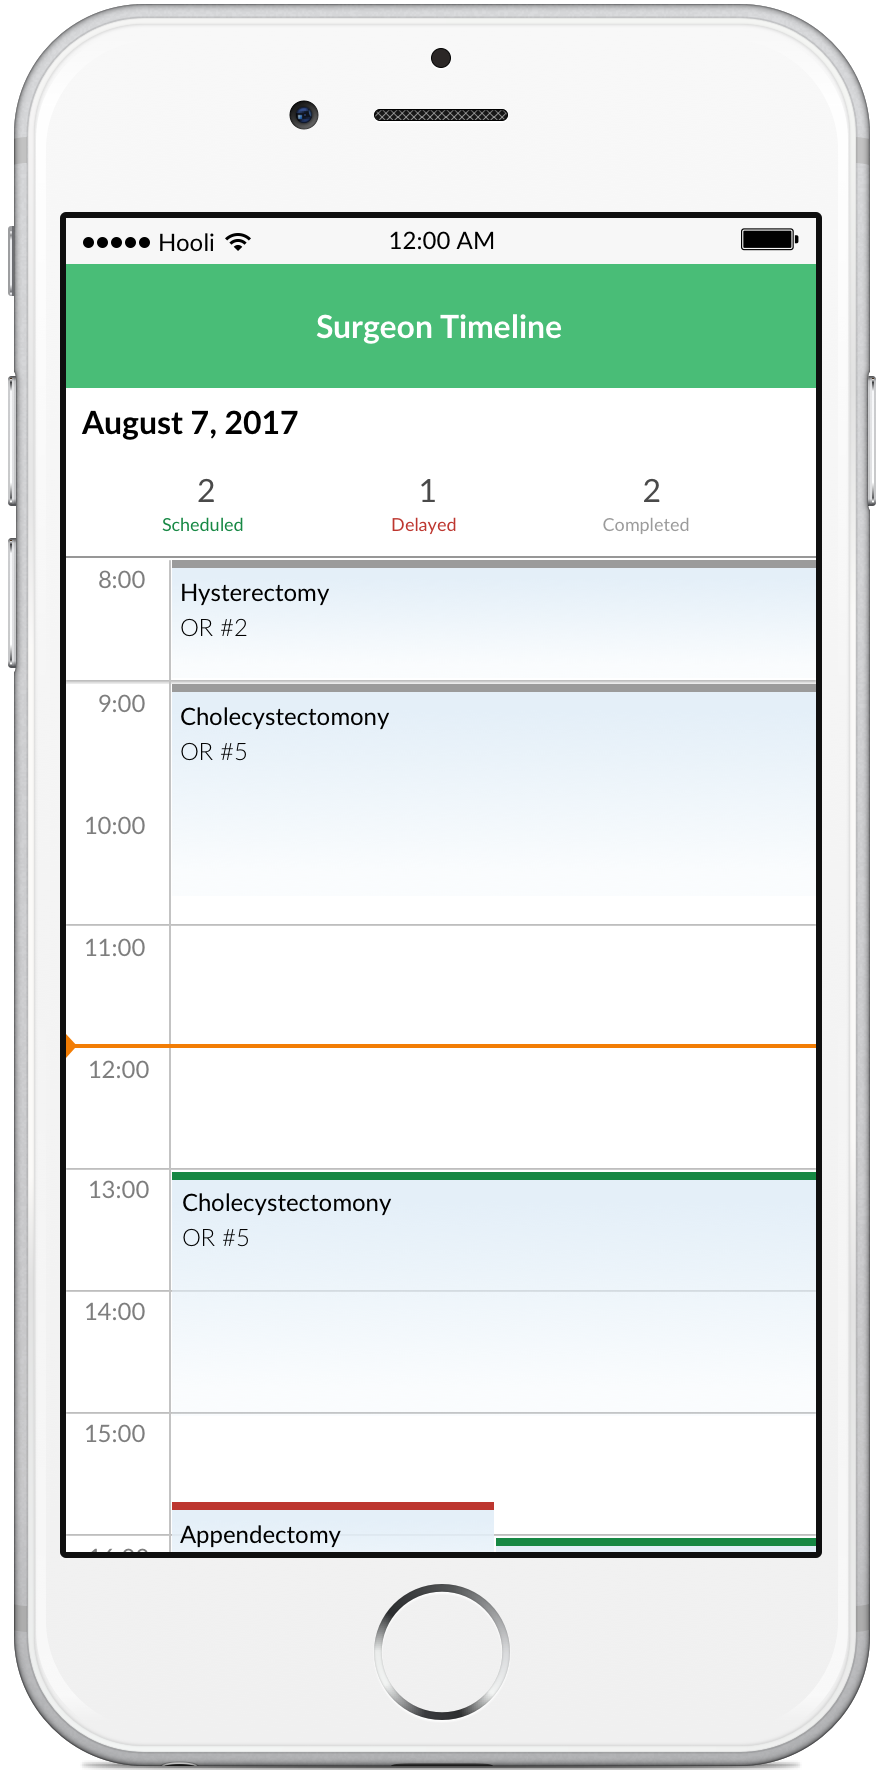 Hooli 12:00 AM
Surgeon Timeline
August 7, 2017
2 1 2
Scheduled Delayed Completed
8:00
Hysterectomy
OR #2
9:00
Cholecystectomony
OR #5
10:00
11:00
12:00
13:00
Cholecystectomony
OR #5
14:00
15:00
Appendectomy